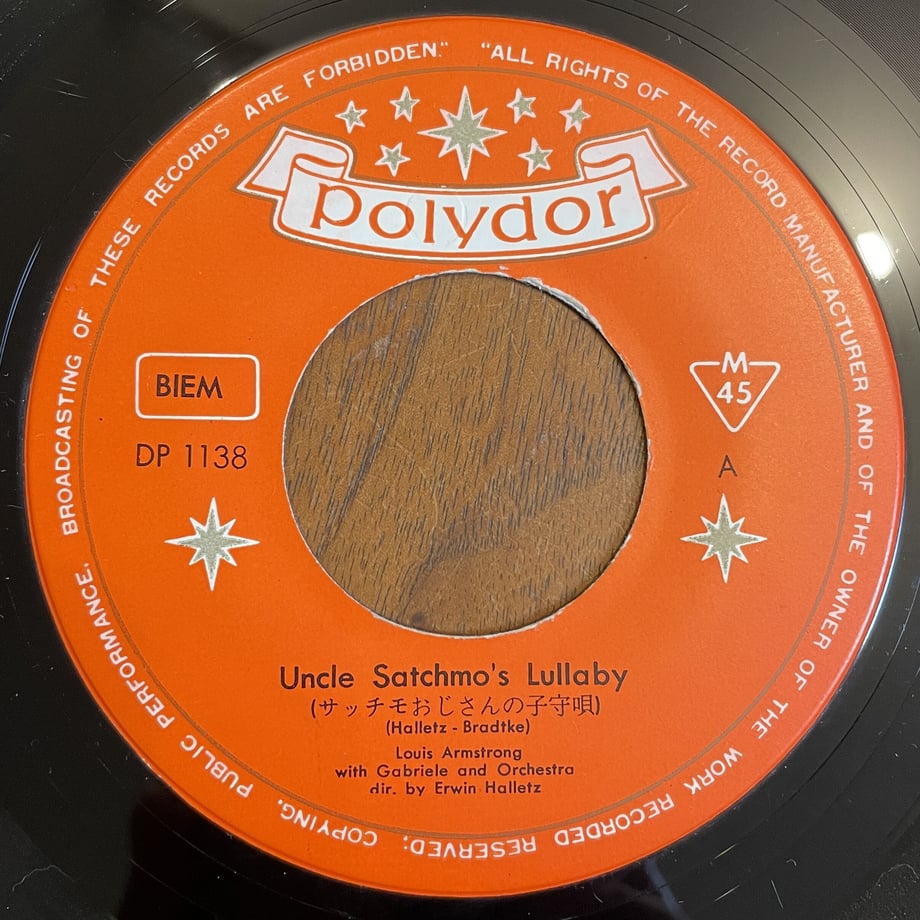 "ALL RIGHTS OF THE RECORD MANUFACTURER AND OF THE OWNER OF THE WORK RECORDED RESERVED; COPYING, PUBLIC PERFORMANCE, BROADCASTING OF THESE RECORDS ARE FORBIDDEN."
polydor
BIEM
M
45
DP 1138
A
Uncle Satchmo's Lullaby
(サッチモおじさんの子守唄)
(Halletz - Bradtke)
Louis Armstrong
with Gabriele and Orchestra
dir. by Erwin Halletz